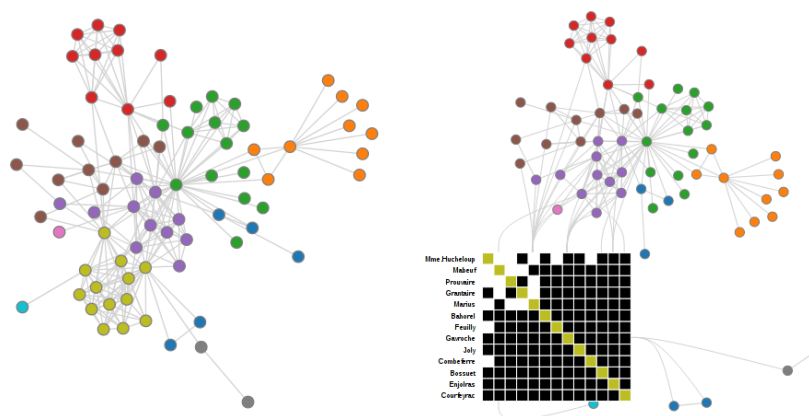 Mme.Hucheloup
Mabeuf
Prouvaire
Grantaire
Marius
Bahorel
Feuilly
Gavroche
Joly
Combeferre
Bossuet
Enjolras
Courfeyrac